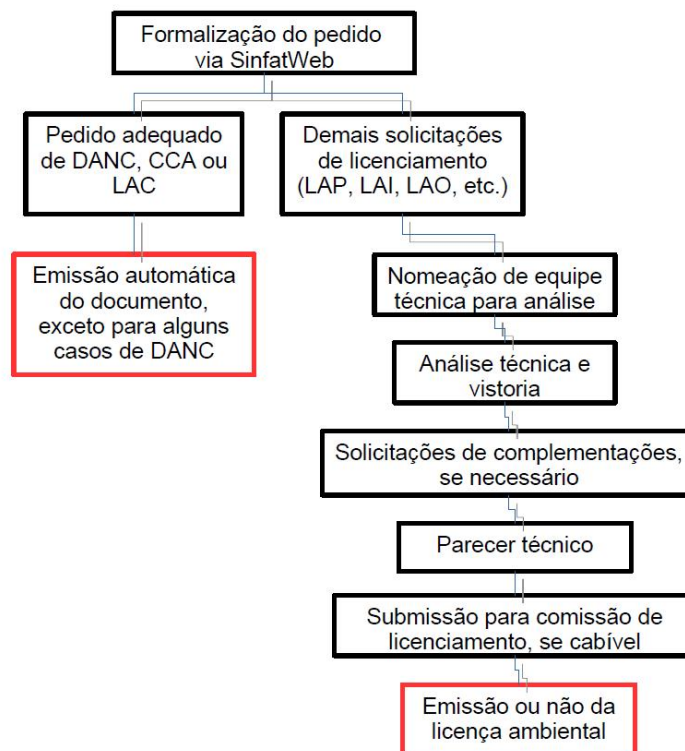 Formalização do pedido
via SinfatWeb
Pedido adequado
de DANC, CCA ou
LAC
Demais solicitações
de licenciamento
(LAP, LAI, LAO, etc.)
Emissão automática
do documento,
exceto para alguns
casos de DANC
Nomeação de equipe
técnica para análise
Análise técnica e
vistoria
Solicitações de complementações,
se necessário
Parecer técnico
Submissão para comissão de
licenciamento, se cabível
Emissão ou não da
licença ambiental